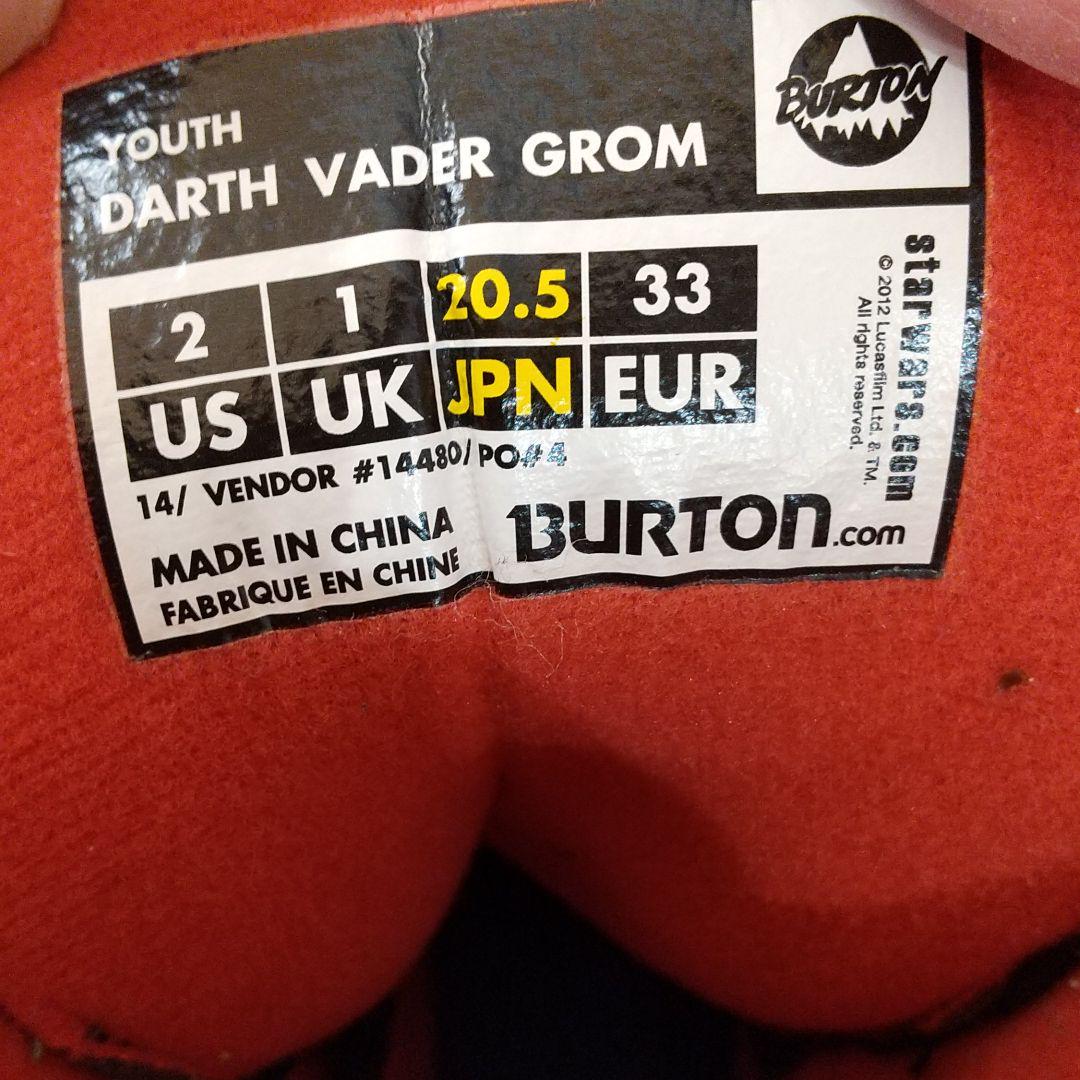 YOUTH
DARTH VADER GROM
BURTON
2 1 20.5 33
US UK JPN EUR
14/ VENDOR #14480/ PO#4
MADE IN CHINA
FABRIQUE EN CHINE
BURTON.com
starwars.com
© 2012 Lucasfilm Ltd. & TM.
All rights reserved.